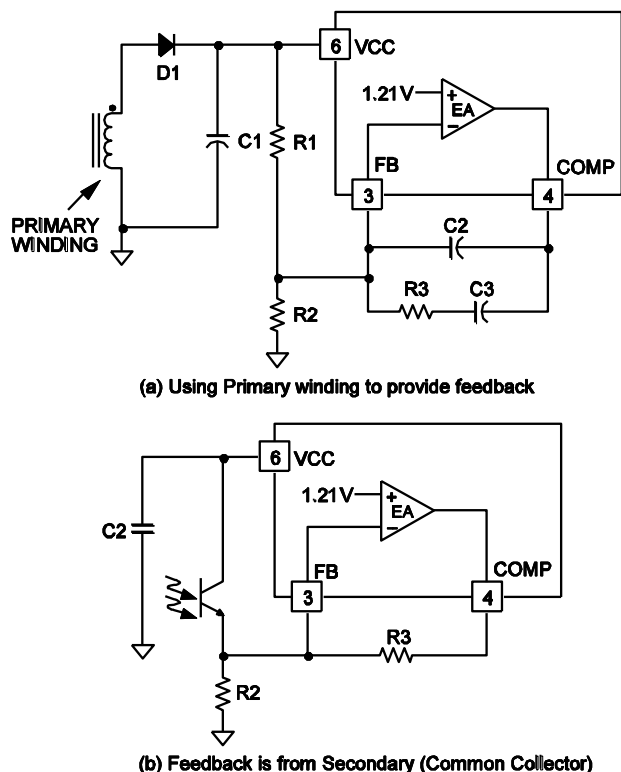 6
VCC
D1
1.21V
+
EA
−
C1
R1
FB
COMP
3
4
PRIMARY
WINDING
C2
R3
C3
R2
(a) Using Primary winding to provide feedback
6
VCC
1.21V
+
EA
−
C2
FB
COMP
3
4
R3
R2
(b) Feedback is from Secondary (Common Collector)